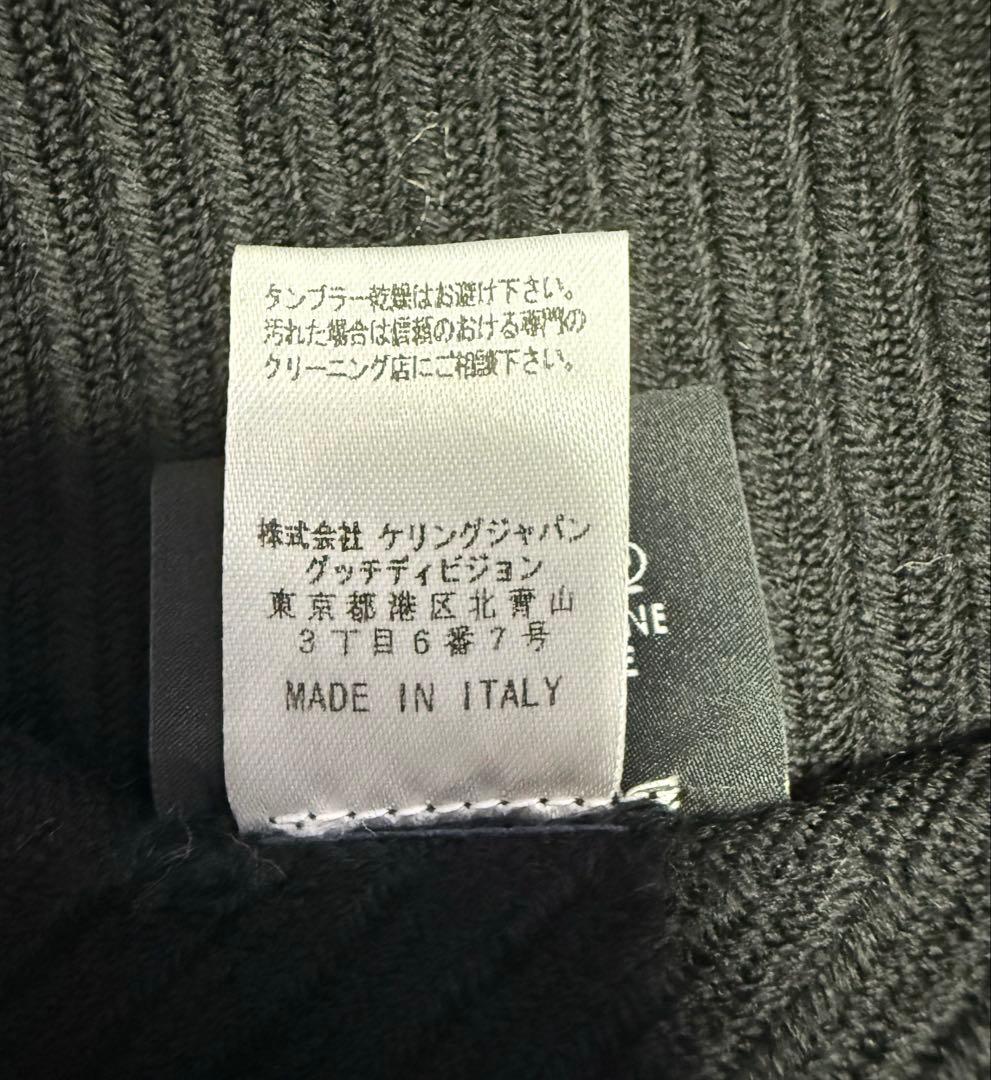 タンブラー乾燥はお避け下さい。
汚れた場合は信頼のおける専門の
クリーニング店にご相談下さい。
株式会社 ケリングジャパン
グッチディビジョン
東京都港区北青山
3丁目6番7号
MADE IN ITALY